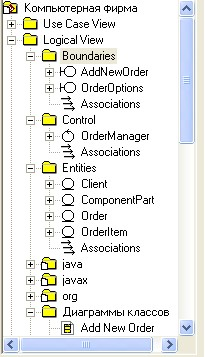 Компьютерная фирма
Use Case View
Logical View
Boundaries
AddNewOrder
OrderOptions
Associations
Control
OrderManager
Associations
Entities
Client
ComponentPart
Order
OrderItem
Associations
java
javax
org
Диаграммы классов
Add New Order